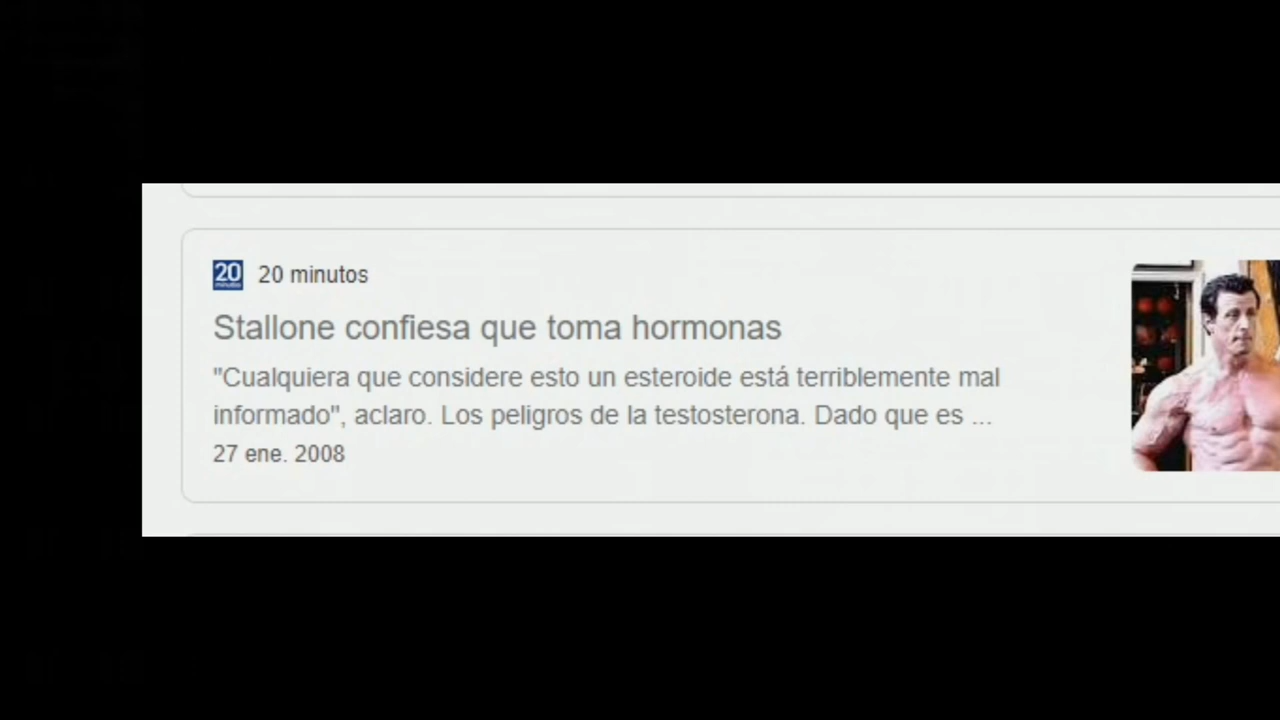 20 minutos 20 minutos
Stallone confiesa que toma hormonas
"Cualquiera que considere esto un esteroide está terriblemente mal
informado", aclaro. Los peligros de la testosterona. Dado que es ...
27 ene. 2008